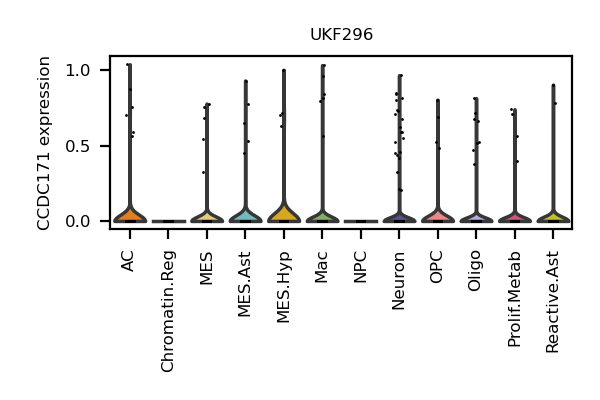 UKF296
CCDC171 expression
1.0
0.5
0.0
AC
Chromatin.Reg
MES
MES.Ast
MES.Hyp
Mac
NPC
Neuron
OPC
Oligo
Prolif.Metab
Reactive.Ast